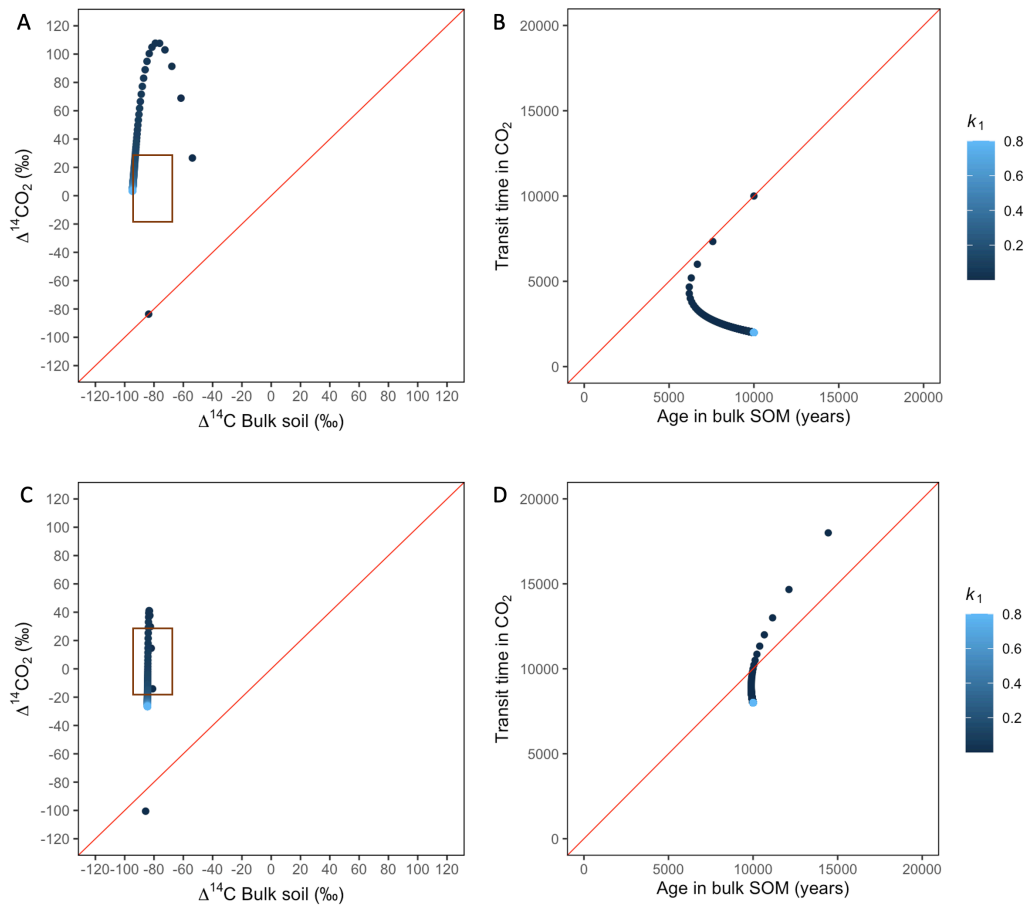 A
120
100
80
60
40
20
0
-20
-40
-60
-80
-100
-120
Δ¹⁴CO₂ (‰)
-120 -100 -80 -60 -40 -20 0 20 40 60 80 100 120
Δ¹⁴C Bulk soil (‰)
B
20000
15000
10000
5000
0
Transit time in CO₂
0 5000 10000 15000 20000
Age in bulk SOM (years)
k₁
0.8
0.6
0.4
0.2
C
120
100
80
60
40
20
0
-20
-40
-60
-80
-100
-120
Δ¹⁴CO₂ (‰)
-120 -100 -80 -60 -40 -20 0 20 40 60 80 100 120
Δ¹⁴C Bulk soil (‰)
D
20000
15000
10000
5000
0
Transit time in CO₂
0 5000 10000 15000 20000
Age in bulk SOM (years)
k₁
0.8
0.6
0.4
0.2